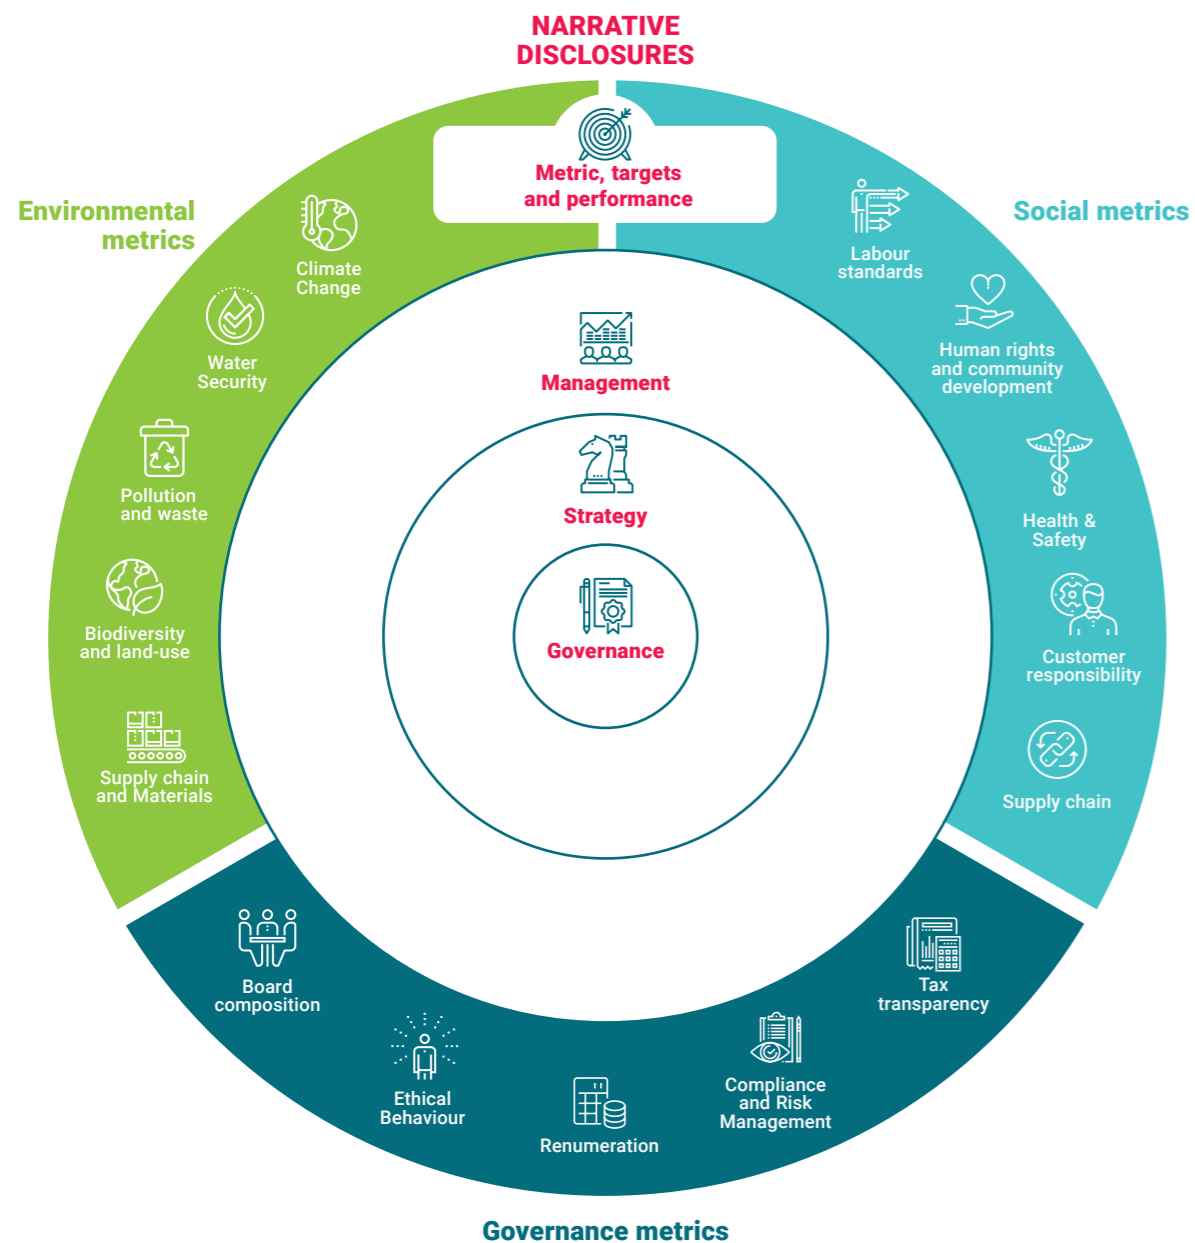 NARRATIVE
DISCLOSURES
Metric, targets
and performance
Environmental
metrics
Climate
Change
Water
Security
Pollution
and waste
Biodiversity
and land-use
Supply chain
and Materials
Social metrics
Labour
standards
Human rights
and community
development
Health &
Safety
Customer
responsibility
Supply chain
Management
Strategy
Governance
Board
composition
Ethical
Behaviour
Renumeration
Compliance
and Risk
Management
Tax
transparency
Governance metrics